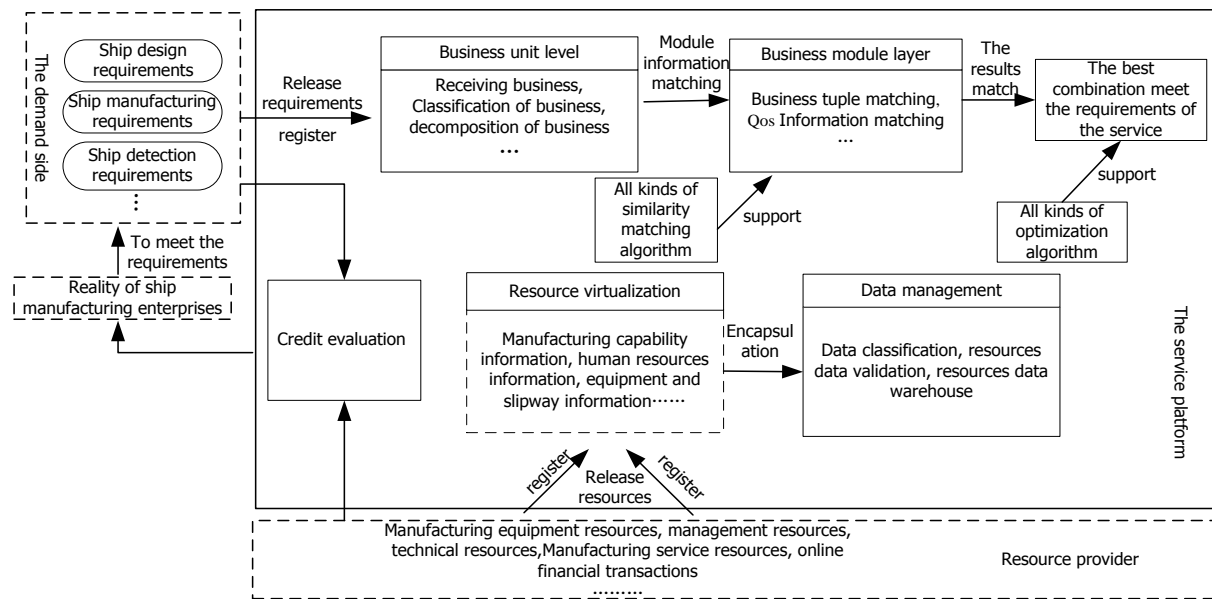 The demand side
Ship design
requirements
Ship manufacturing
requirements
Ship detection
requirements
⋮
To meet the
requirements
Reality of ship
manufacturing enterprises
Release
requirements
register
Business unit level
Receiving business,
Classification of business,
decomposition of business
...
Module
information
matching
Business module layer
Business tuple matching,
Qos Information matching
...
The
results
match
The best
combination meet
the requirements of
the service
All kinds of
similarity
matching
algorithm
support
All kinds of
optimization
algorithm
support
Credit evaluation
Resource virtualization
Manufacturing capability
information, human resources
information, equipment and
slipway information……
Encapsul
ation
Data management
Data classification, resources
data validation, resources data
warehouse
The service platform
register
Release
resources
register
Manufacturing equipment resources, management resources,
technical resources,Manufacturing service resources, online
financial transactions
………
Resource provider